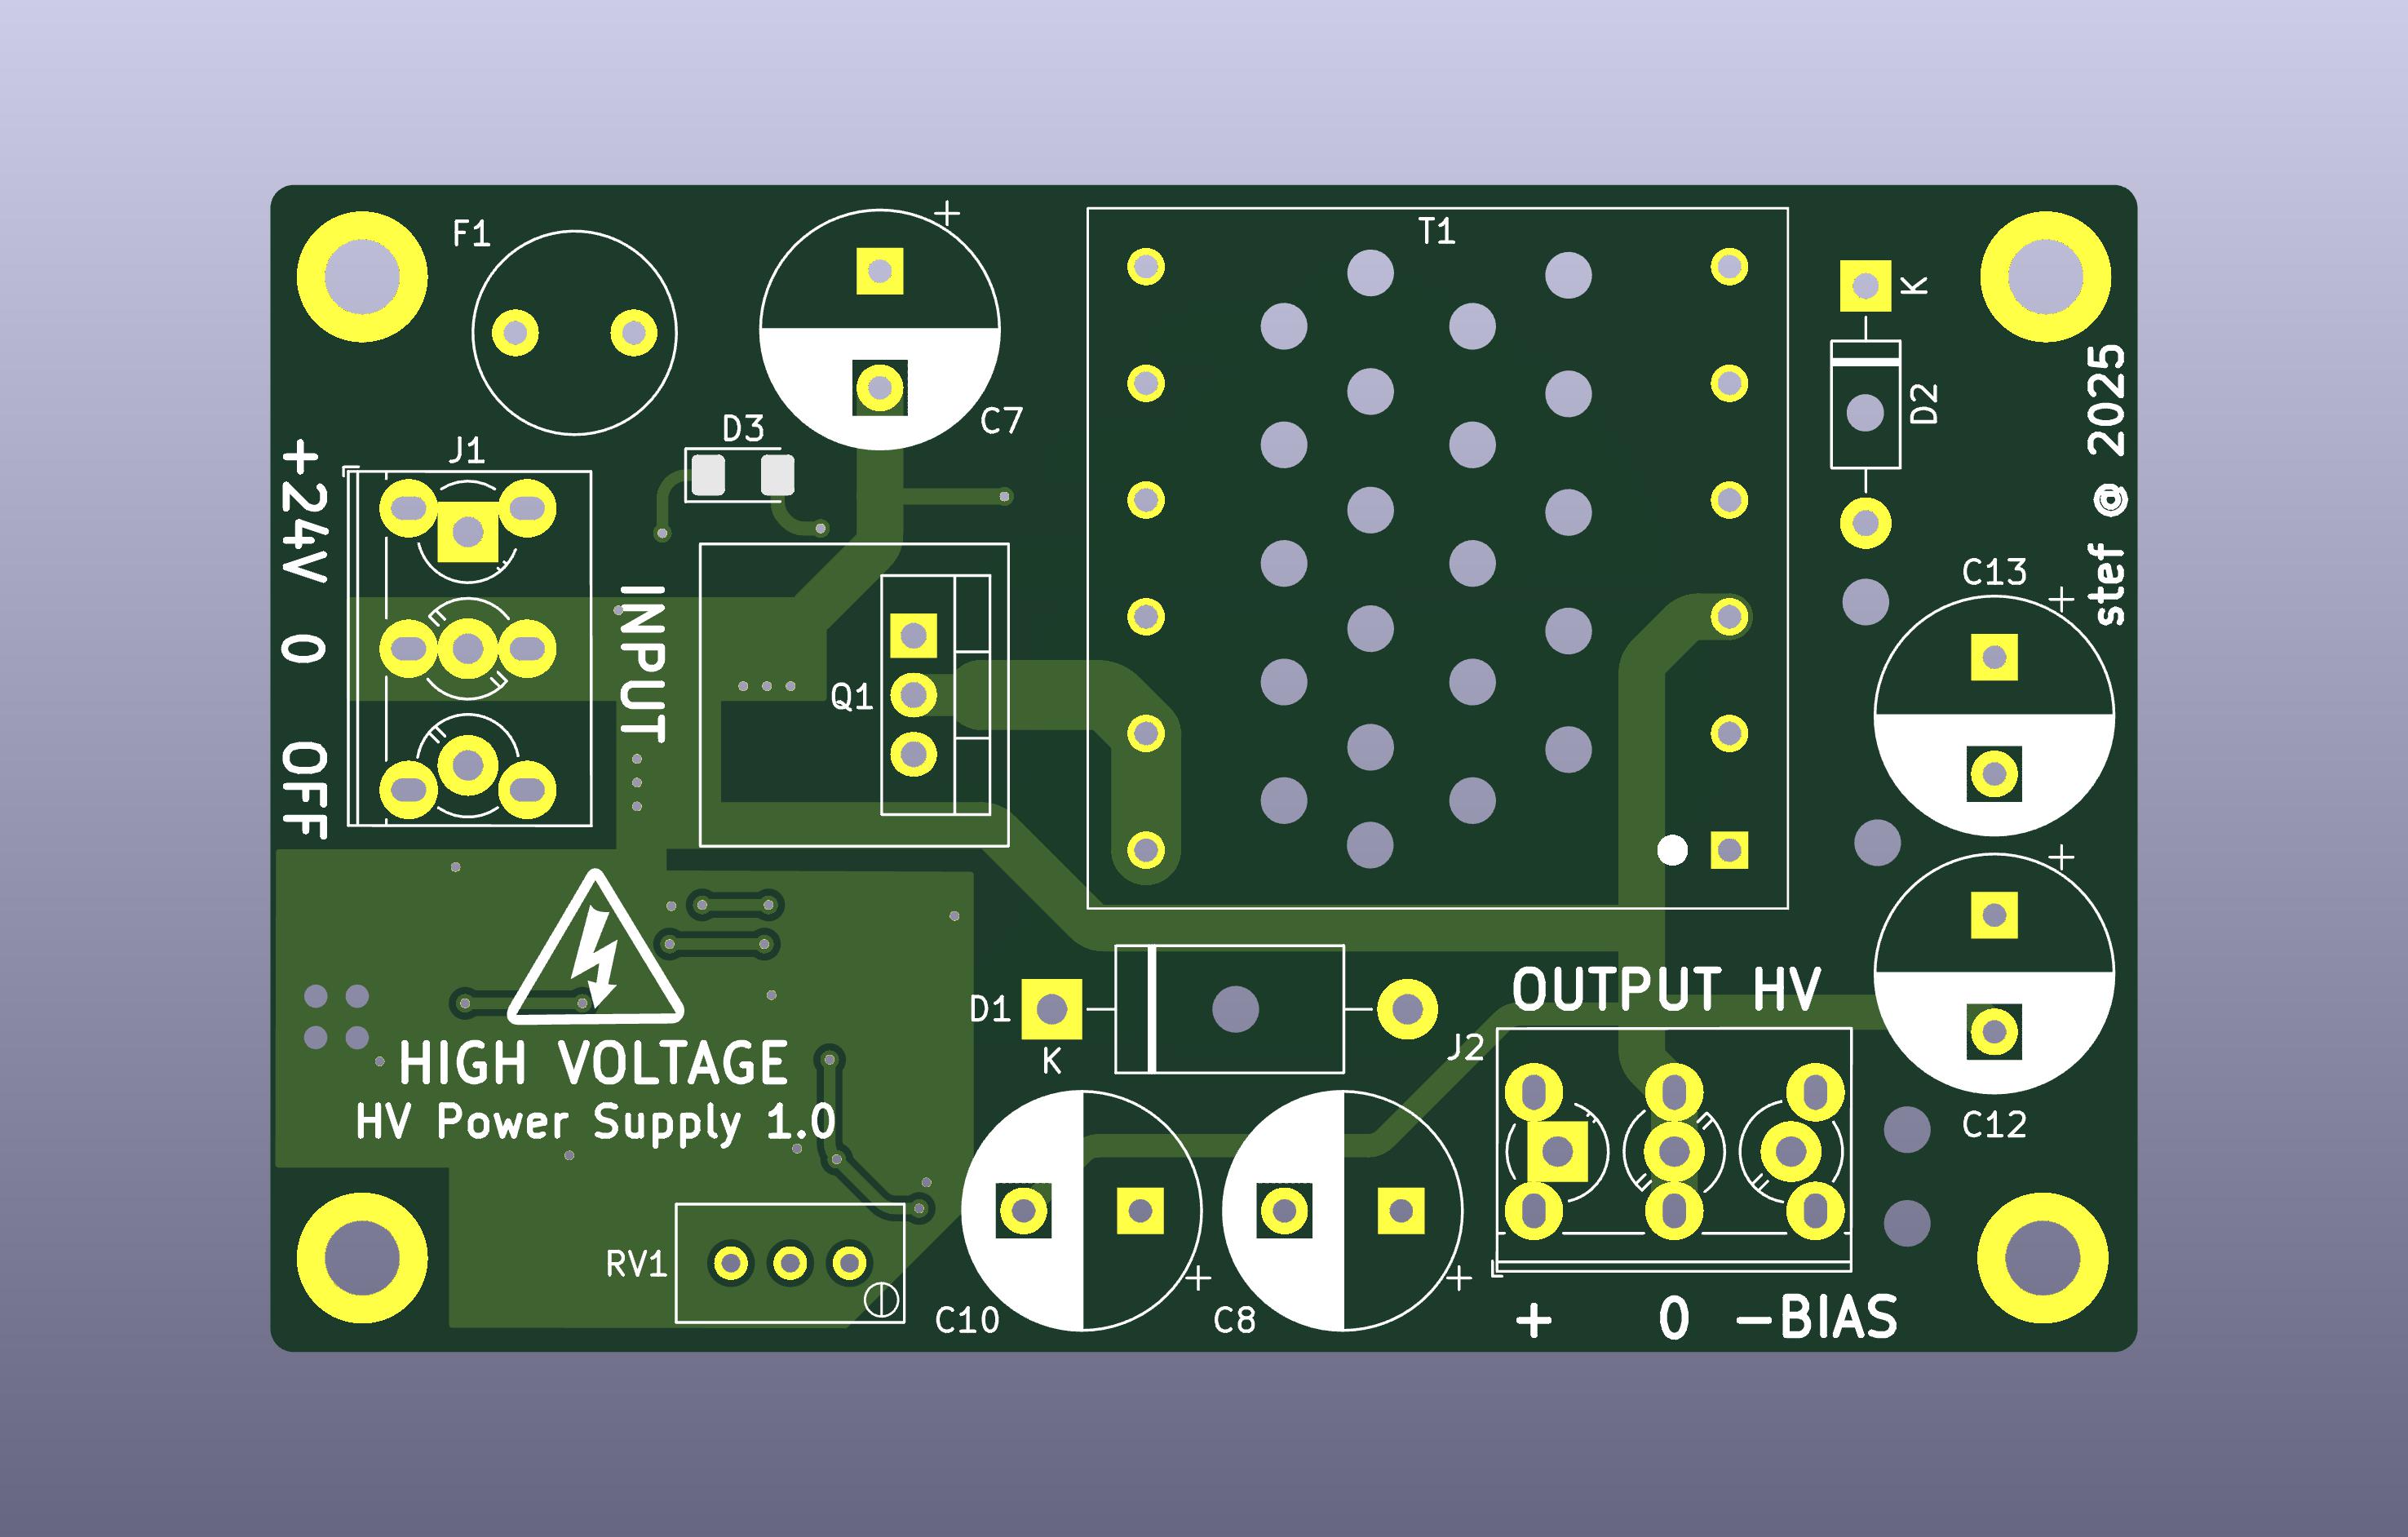 F1
+
T1
K
C7
D3
D2
stef @ 2025
J1
+24V 0 OFF
INPUT
Q1
C13
+
+
OUTPUT HV
D1
K
J2
C12
HIGH VOLTAGE
HV Power Supply 1.0
RV1
C10
+
C8
+
+ 0 -BIAS